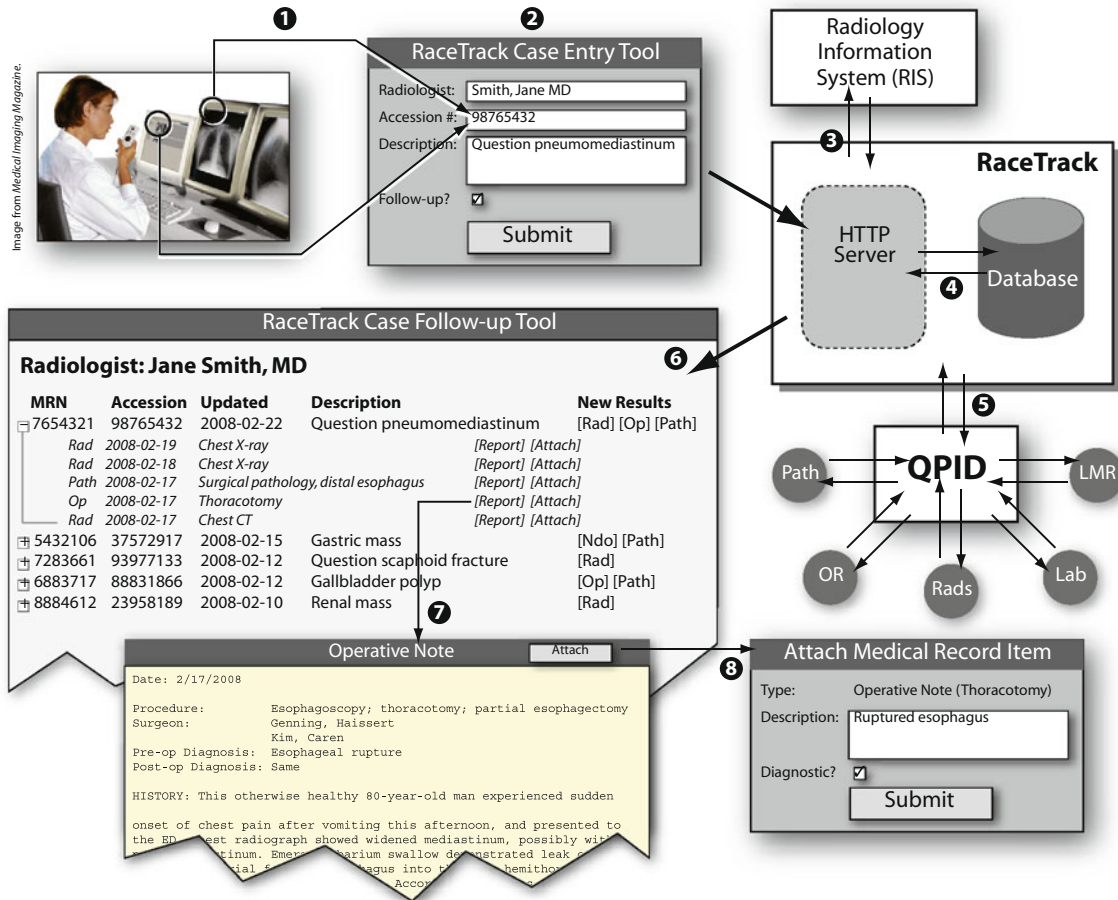 1
2
RaceTrack Case Entry Tool
Radiologist: Smith, Jane MD
Accession #: 98765432
Description: Question pneumomediastinum
Follow-up?
Submit
Image from Medical Imaging Magazine.
Radiology
Information
System (RIS)
3
RaceTrack
HTTP
Server
4
Database
5
QPID
Path
LMR
OR
Rads
Lab
6
RaceTrack Case Follow-up Tool
Radiologist: Jane Smith, MD
MRN Accession Updated Description New Results
7654321 98765432 2008-02-22 Question pneumomediastinum [Rad] [Op] [Path]
Rad 2008-02-19 Chest X-ray [Report] [Attach]
Rad 2008-02-18 Chest X-ray [Report] [Attach]
Path 2008-02-17 Surgical pathology, distal esophagus [Report] [Attach]
Op 2008-02-17 Thoracotomy [Report] [Attach]
Rad 2008-02-17 Chest CT [Report] [Attach]
5432106 37572917 2008-02-15 Gastric mass [Ndo] [Path]
7283661 93977133 2008-02-12 Question scaphoid fracture [Rad]
6883717 88831866 2008-02-12 Gallbladder polyp [Op] [Path]
8884612 23958189 2008-02-10 Renal mass [Rad]
7
Operative Note Attach
Date: 2/17/2008
Procedure: Esophagoscopy; thoracotomy; partial esophagectomy
Surgeon: Genning, Haissert
Kim, Caren
Pre-op Diagnosis: Esophageal rupture
Post-op Diagnosis: Same
HISTORY: This otherwise healthy 80-year-old man experienced sudden
onset of chest pain after vomiting this afternoon, and presented to
the ED. radiograph showed widened mediastinum, possibly
barium swallow leak
into
8
Attach Medical Record Item
Type: Operative Note (Thoracotomy)
Description: Ruptured esophagus
Diagnostic?
Submit